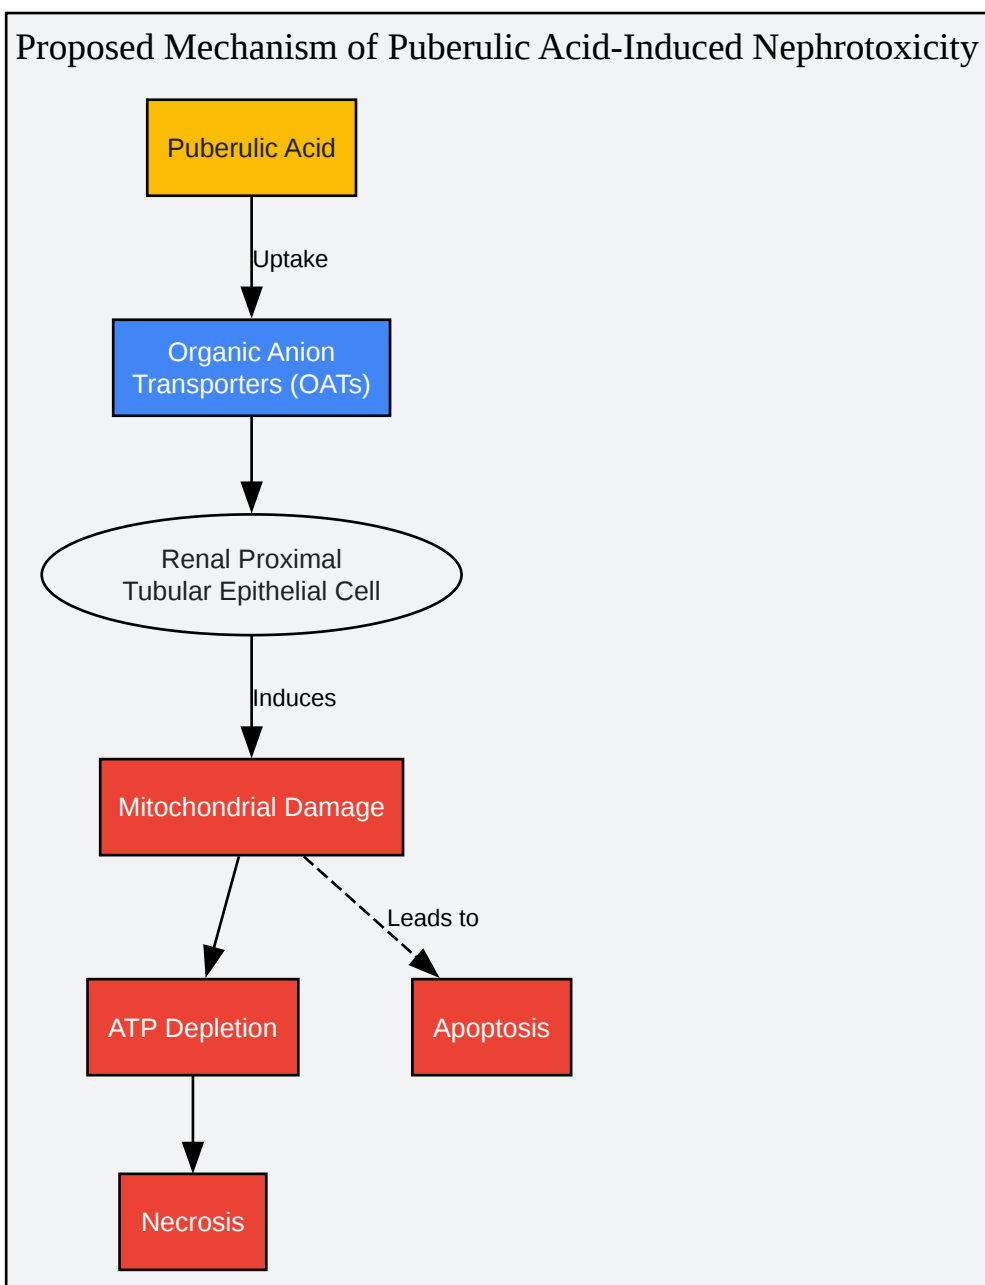 Proposed Mechanism of Puberulic Acid-Induced Nephrotoxicity
Puberulic Acid
Uptake
Organic Anion
Transporters (OATs)
Renal Proximal
Tubular Epithelial Cell
Induces
Mitochondrial Damage
Leads to
ATP Depletion
Apoptosis
Necrosis